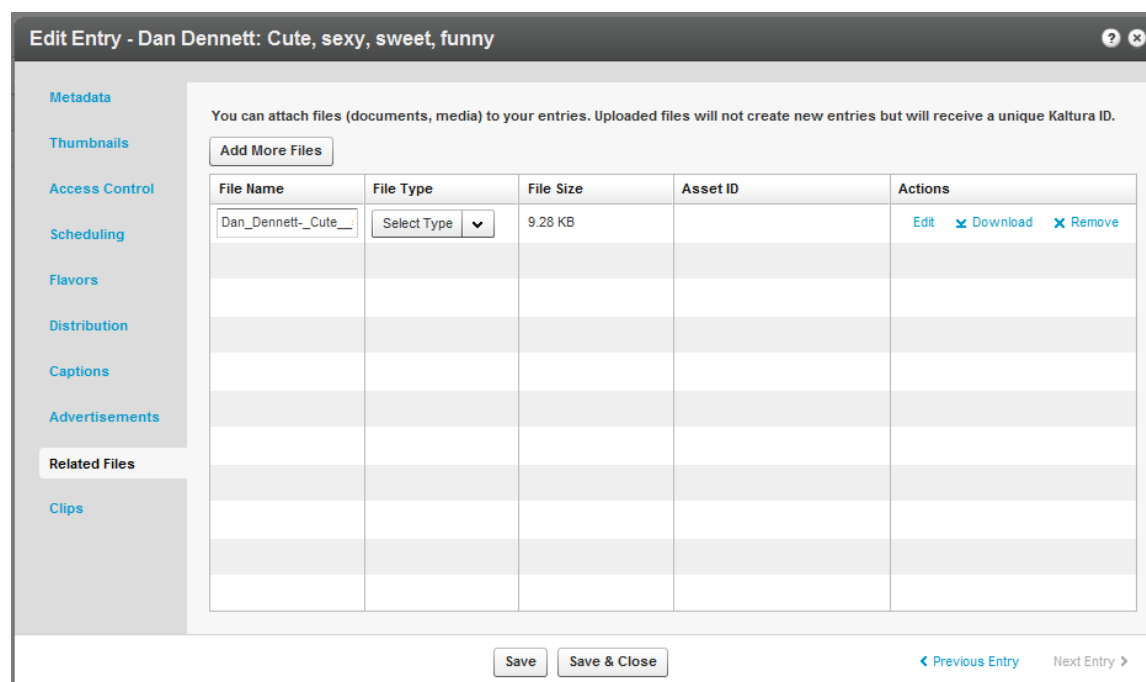 Edit Entry - Dan Dennett: Cute, sexy, sweet, funny
Metadata
Thumbnails
Access Control
Scheduling
Flavors
Distribution
Captions
Advertisements
Related Files
Clips
You can attach files (documents, media) to your entries. Uploaded files will not create new entries but will receive a unique Kaltura ID.
Add More Files
File Name File Type File Size Asset ID Actions
Dan_Dennett-_Cute__ Select Type 9.28 KB Edit Download Remove
Save Save & Close Previous Entry Next Entry